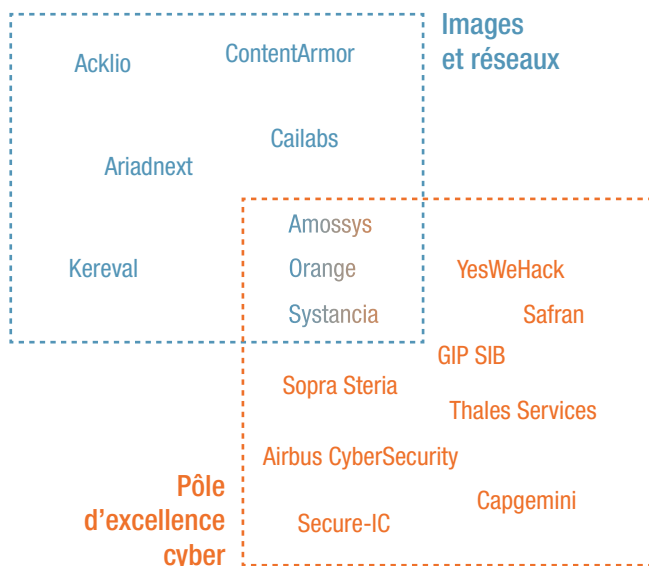 Images
et réseaux
Acklio
ContentArmor
Cailabs
Ariadnext
Kereval
Amossys
Orange
Systancia
YesWeHack
Safran
GIP SIB
Sopra Steria
Thales Services
Airbus CyberSecurity
Capgemini
Secure-IC
Pôle
d'excellence
cyber